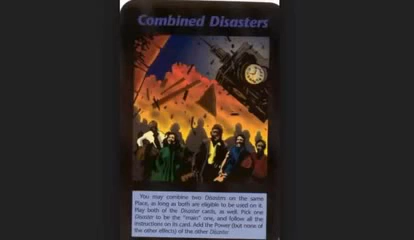 Combined Disasters
You may combine two Disasters on the same
Place, as long as both are eligible to be used on it.
Play both of the Disaster cards, as well. Pick one
Disaster to be the "main" one, and follow all the
instructions on its card. Add the Power (but none of
the other effects) of the other Disaster.